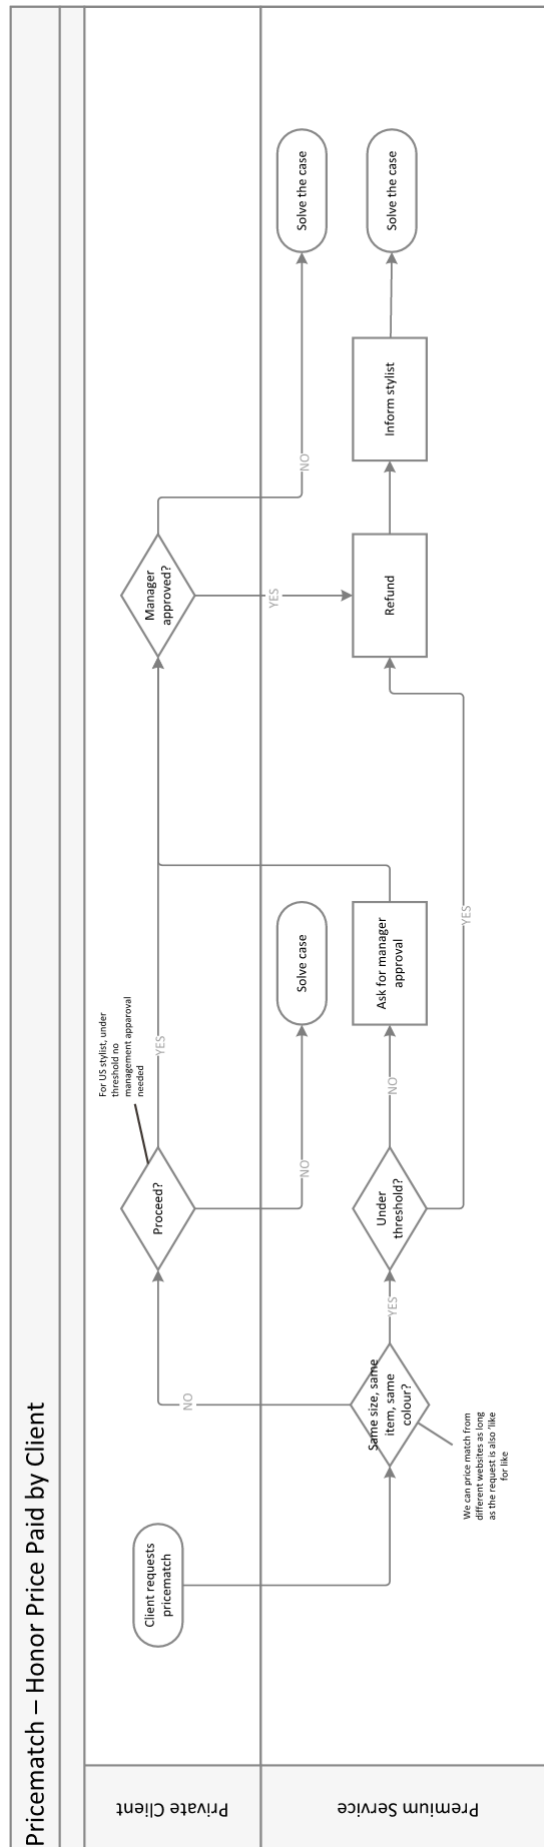 Pricematch – Honor Price Paid by Client
Private Client
Premium Service
Client requests
pricematch
Same size, same
item, same
colour?
We can price match from
different websites as long
as the request is also "like
for like
NO
YES
Proceed?
For US stylist, under
threshold no
management apparoval
needed
Under
threshold?
NO
YES
NO
YES
Solve case
Ask for manager
approval
Manager
approved?
YES
NO
Refund
Inform stylist
Solve the case
Solve the case